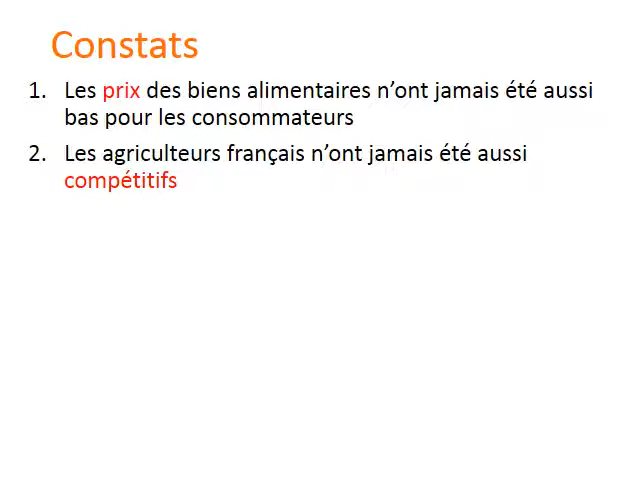 Constats
1. Les prix des biens alimentaires n’ont jamais été aussi
bas pour les consommateurs
2. Les agriculteurs français n’ont jamais été aussi
compétitifs